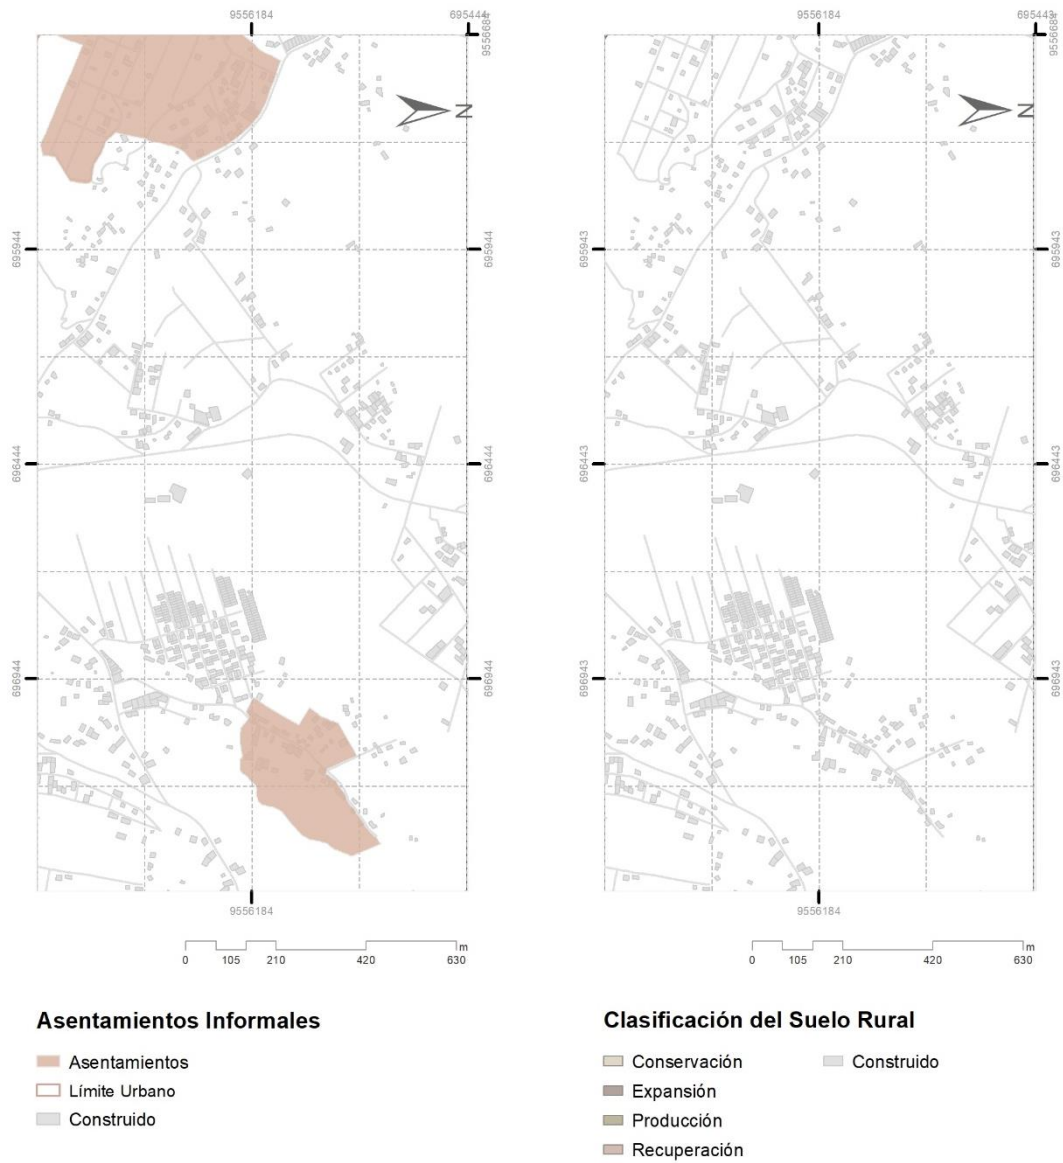 9556184
695444
9556184
695443
9556684
9556684
N
N
695944
695944
695943
695943
696444
696444
696443
696443
696944
696944
696943
696943
9556184
9556184
0 105 210 420 630 m
0 105 210 420 630 m
Asentamientos Informales
Asentamientos
Límite Urbano
Construido
Clasificación del Suelo Rural
Conservación
Expansión
Producción
Recuperación
Construido